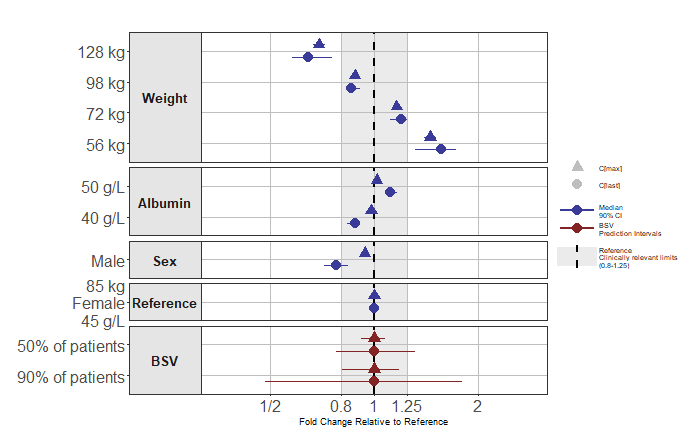 128 kg
98 kg
72 kg
56 kg
Weight
50 g/L
40 g/L
Albumin
Male
Sex
85 kg
Female
45 g/L
Reference
50% of patients
90% of patients
BSV
1/2
0.8
1
1.25
2
Fold Change Relative to Reference
C[max]
C[last]
Median
90% CI
BSV
Prediction Intervals
Reference
Clinically relevant limits
(0.8-1.25)